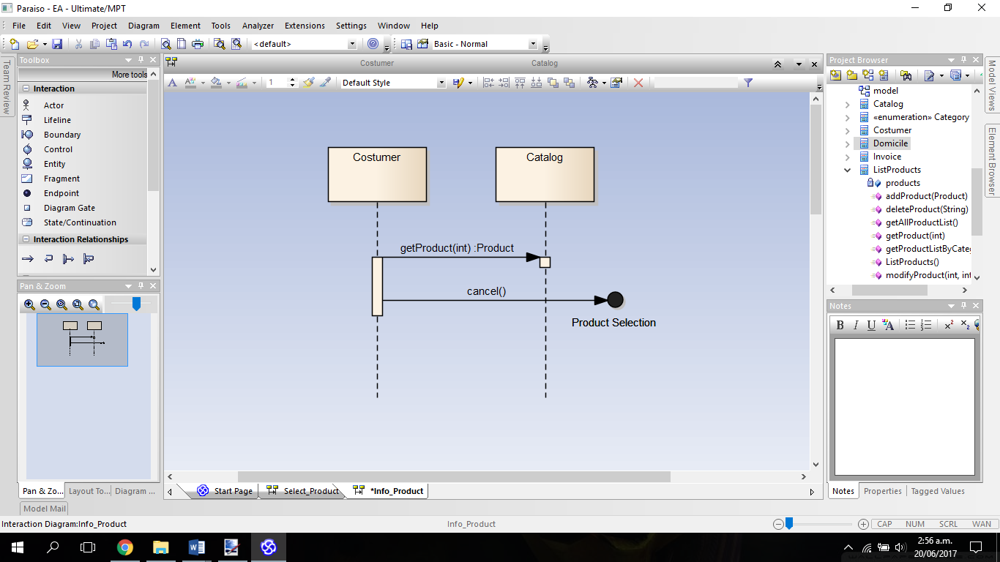 Paraiso - EA - Ultimate/MPT
File Edit View Project Diagram Element Tools Analyzer Extensions Settings Window Help
<default> Basic - Normal
Team Review
Toolbox
More tools
Interaction
Actor
Lifeline
Boundary
Control
Entity
Fragment
Endpoint
Diagram Gate
State/Continuation
Interaction Relationships
Pan & Zoom
Pan & Zo... Layout To... Diagram ...
Model Mail
Costumer Catalog
1 Default Style
Costumer Catalog
getProduct(int) :Product
cancel()
Product Selection
Start Page Select_Product *Info_Product
Project Browser
model
Catalog
«enumeration» Category
Costumer
Domicile
Invoice
ListProducts
products
addProduct(Product)
deleteProduct(String)
getAllProductList()
getProduct(int)
getProductListByCate
ListProducts()
modifyProduct(int, int
Notes
B I U A x² x₂
Notes Properties Tagged Values
Model Views
Element Browser
Interaction Diagram:Info_Product Info_Product CAP NUM SCRL WAN
2:56 a.m.
20/06/2017